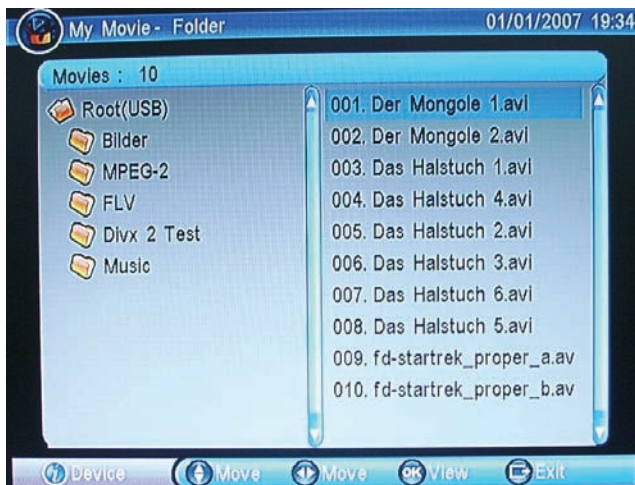 My Movie - Folder
01/01/2007 19:34
Movies : 10
Root(USB)
Bilder
MPEG-2
FLV
Divx 2 Test
Music
001. Der Mongole 1.avi
002. Der Mongole 2.avi
003. Das Halstuch 1.avi
004. Das Halstuch 4.avi
005. Das Halstuch 2.avi
006. Das Halstuch 3.avi
007. Das Halstuch 6.avi
008. Das Halstuch 5.avi
009. fd-startrek_proper_a.av
010. fd-startrek_proper_b.av
Device Move Move OK View Exit